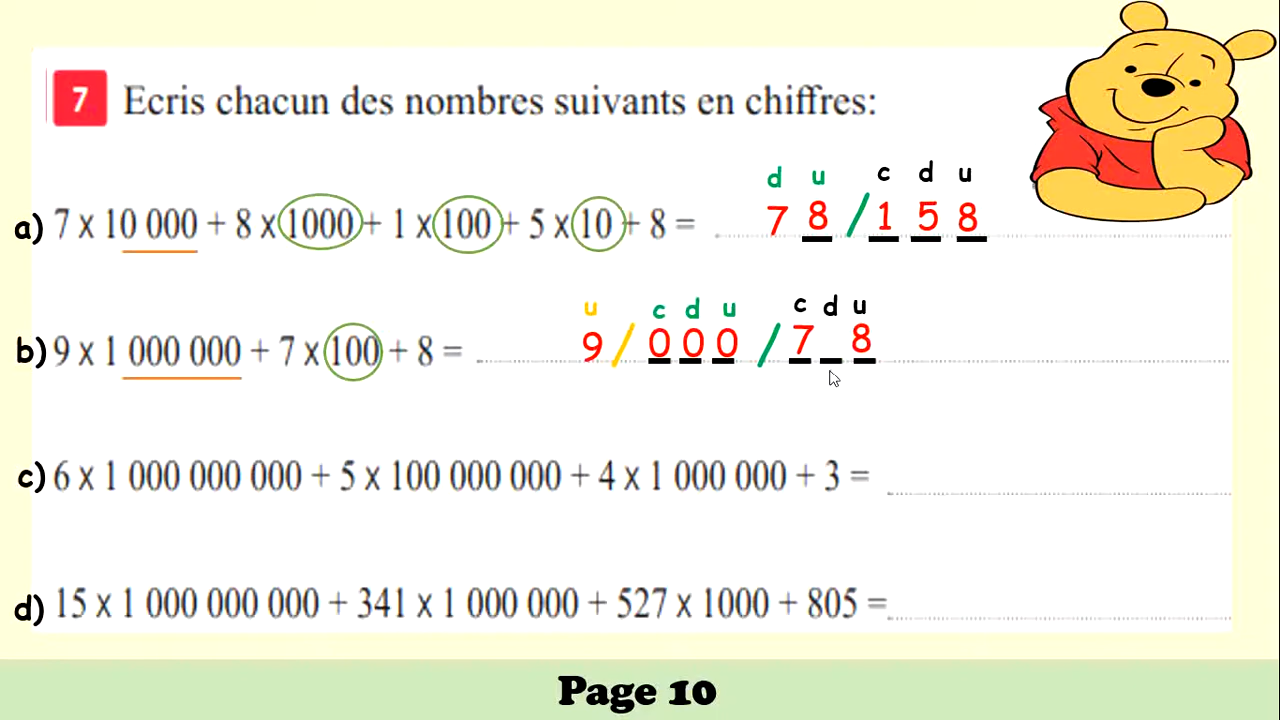 7 Ecris chacun des nombres suivants en chiffres:
d u c d u
a) 7 x 10 000 + 8 x 1000 + 1 x 100 + 5 x 10 + 8 = 7 8 / 1 5 8
u c d u c d u
b) 9 x 1 000 000 + 7 x 100 + 8 = 9 / 0 0 0 / 7 _ 8
c) 6 x 1 000 000 000 + 5 x 100 000 000 + 4 x 1 000 000 + 3 =
d) 15 x 1 000 000 000 + 341 x 1 000 000 + 527 x 1000 + 805 =
Page 10